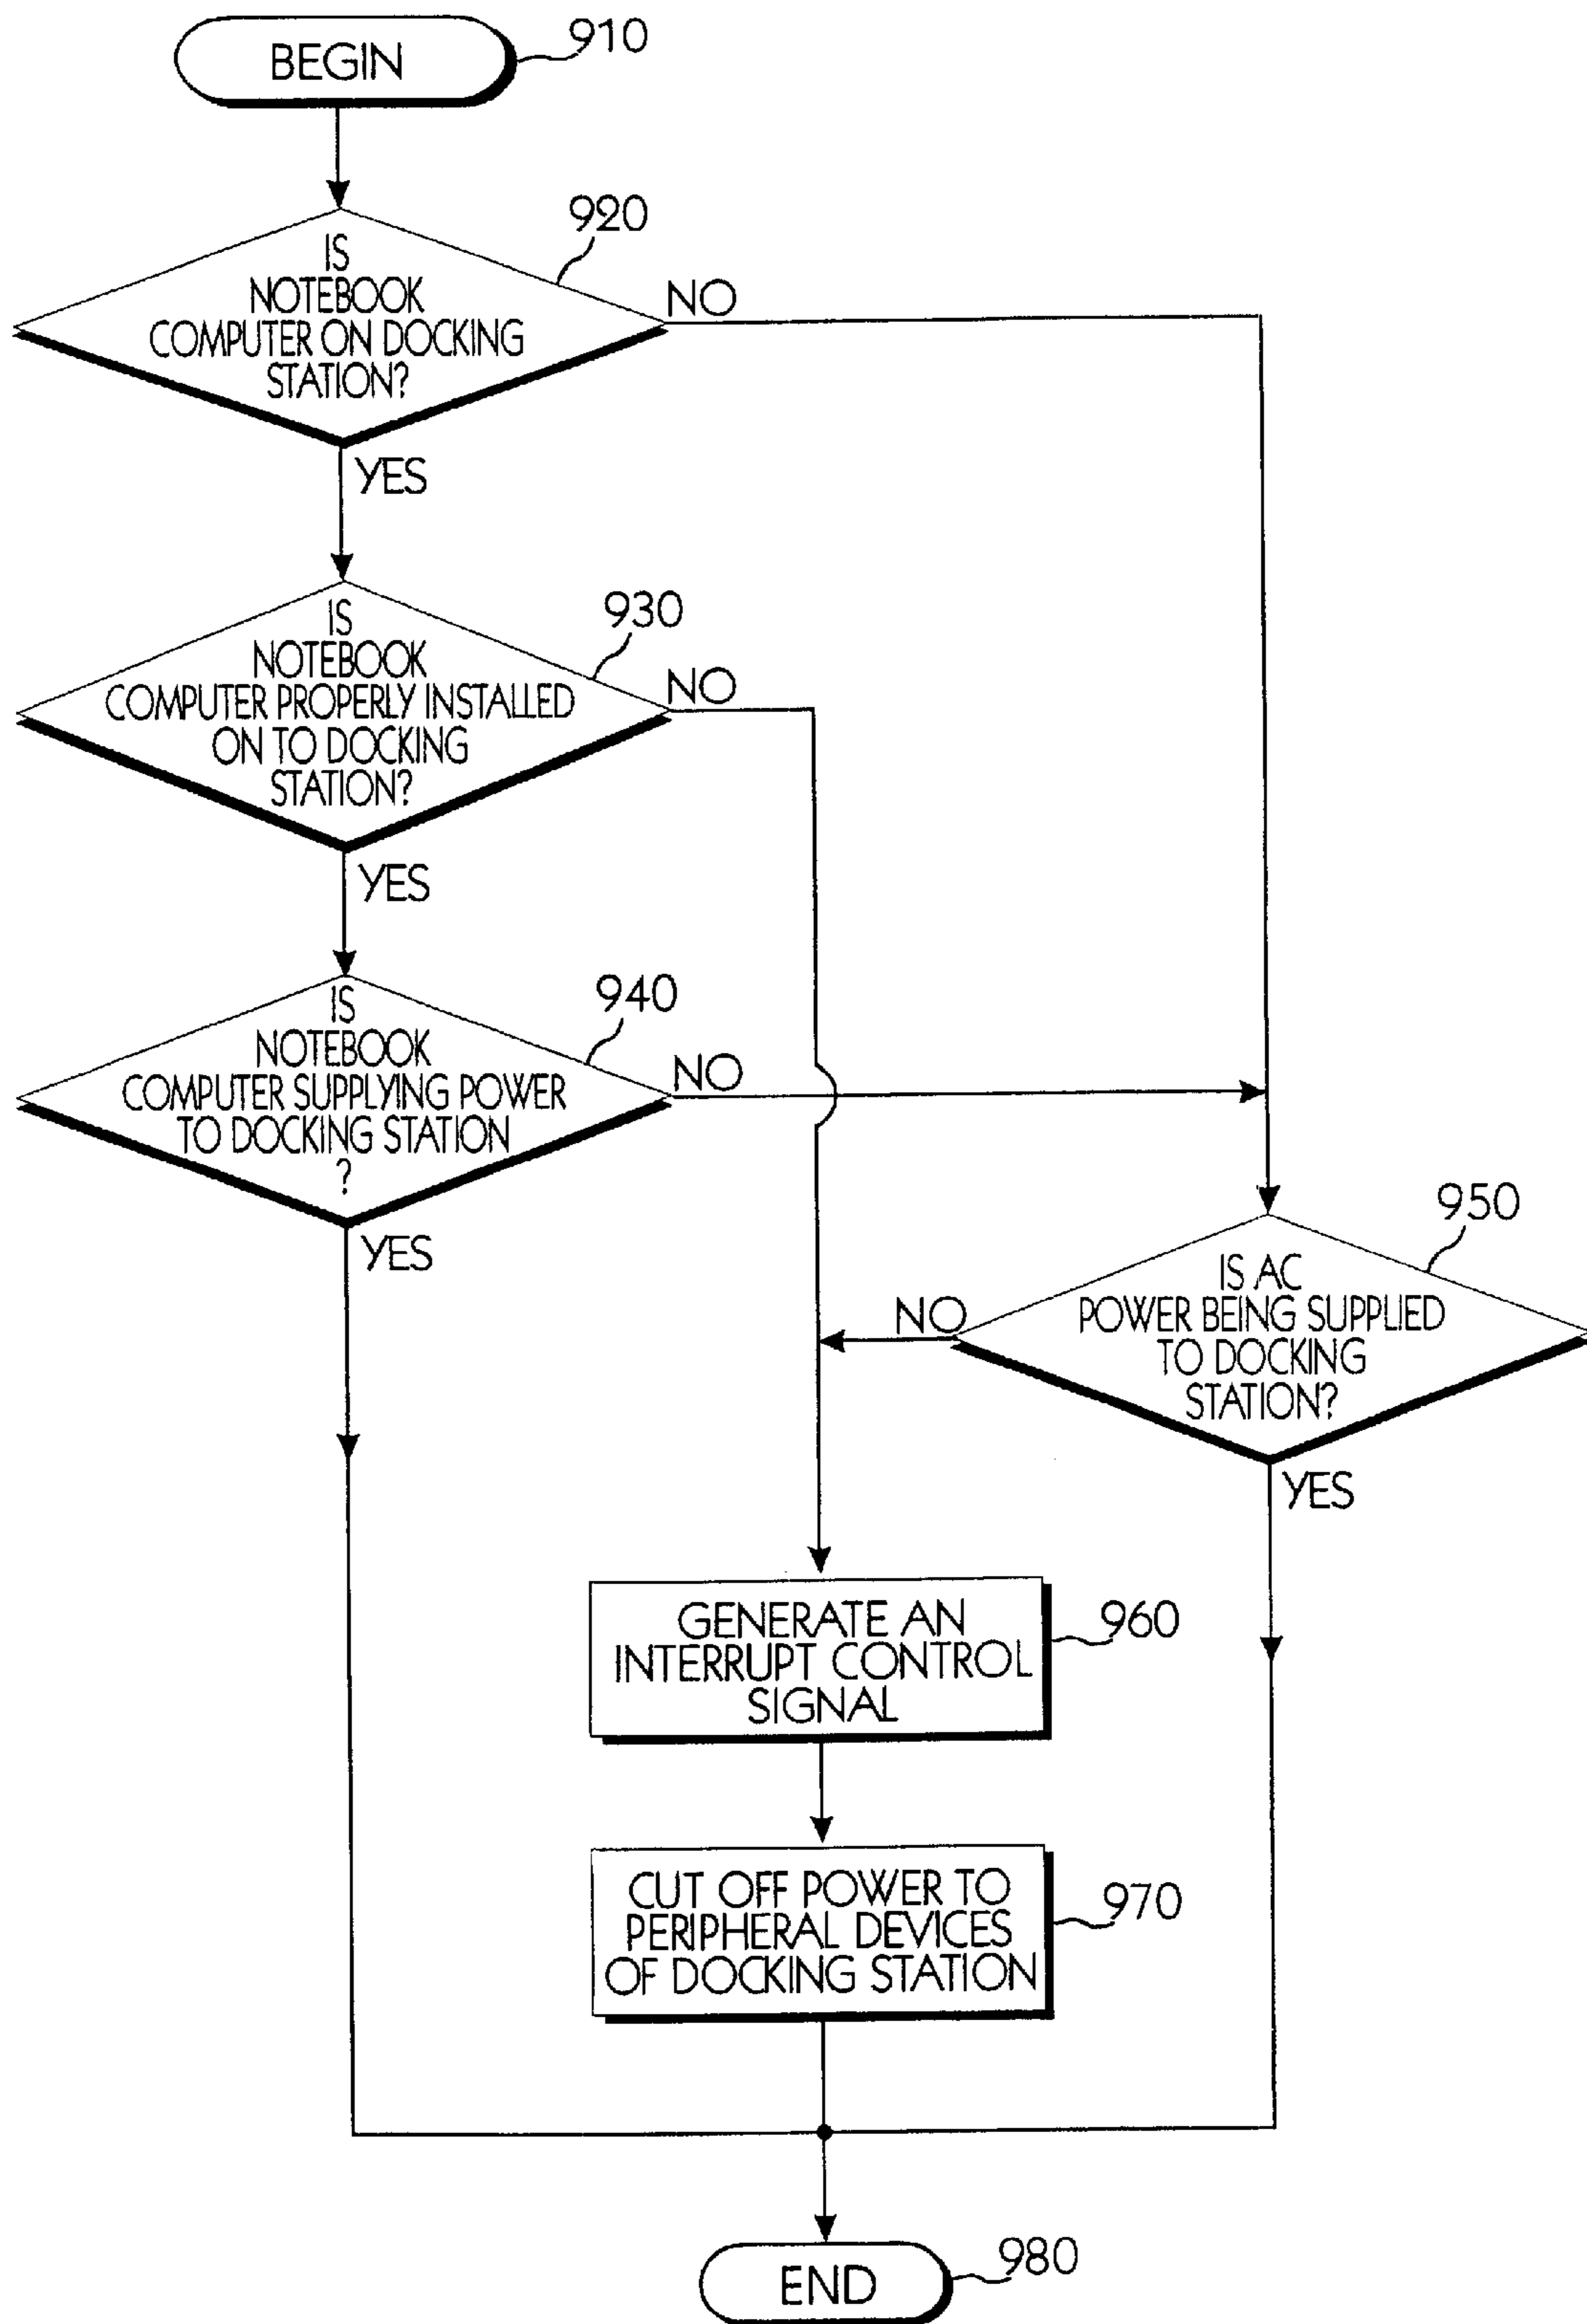 BEGIN
910
920
IS
NOTEBOOK
COMPUTER ON DOCKING
STATION?
NO
YES
930
IS
NOTEBOOK
COMPUTER PROPERLY INSTALLED
ON TO DOCKING
STATION?
NO
YES
940
IS
NOTEBOOK
COMPUTER SUPPLYING POWER
TO DOCKING STATION
?
NO
YES
950
IS AC
POWER BEING SUPPLIED
TO DOCKING
STATION?
NO
YES
GENERATE AN
INTERRUPT CONTROL
SIGNAL
960
CUT OFF POWER TO
PERIPHERAL DEVICES
OF DOCKING STATION
970
END
980